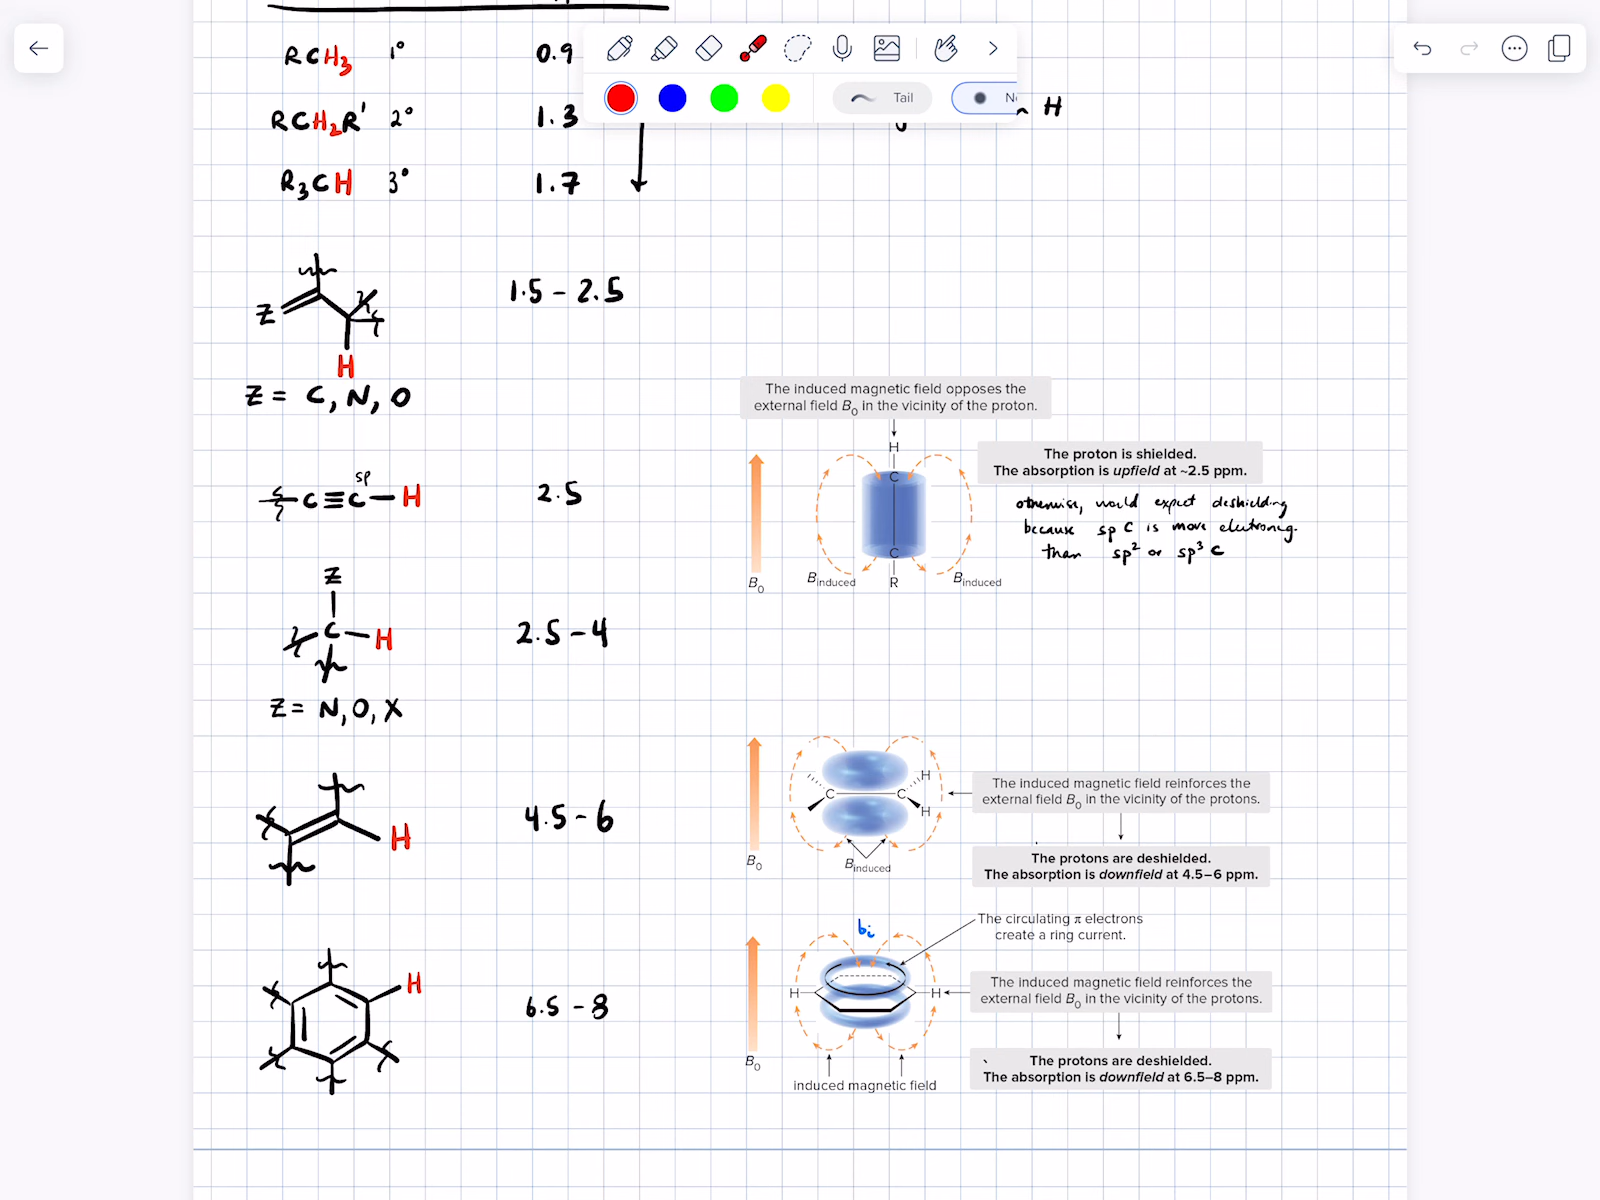 RCH3 1° 0.9
Tail
RCH2R' 2° 1.3
H
R3CH 3° 1.7
Z
H
1.5 - 2.5
Z = C, N, O
The induced magnetic field opposes the
external field B0 in the vicinity of the proton.
H
C
C
R
B0
Binduced
Binduced
The proton is shielded.
The absorption is upfield at ~2.5 ppm.
otherwise, would expect deshielding
because sp C is more electroneg.
than sp2 or sp3 C
sp
C≡C-H
2.5
Z
C-H
2.5 - 4
Z = N, O, X
H
4.5 - 6
C
C
H
H
B0
Binduced
The induced magnetic field reinforces the
external field B0 in the vicinity of the protons.
The protons are deshielded.
The absorption is downfield at 4.5–6 ppm.
H
6.5 - 8
bi
The circulating π electrons
create a ring current.
H
H
B0
induced magnetic field
The induced magnetic field reinforces the
external field B0 in the vicinity of the protons.
The protons are deshielded.
The absorption is downfield at 6.5–8 ppm.